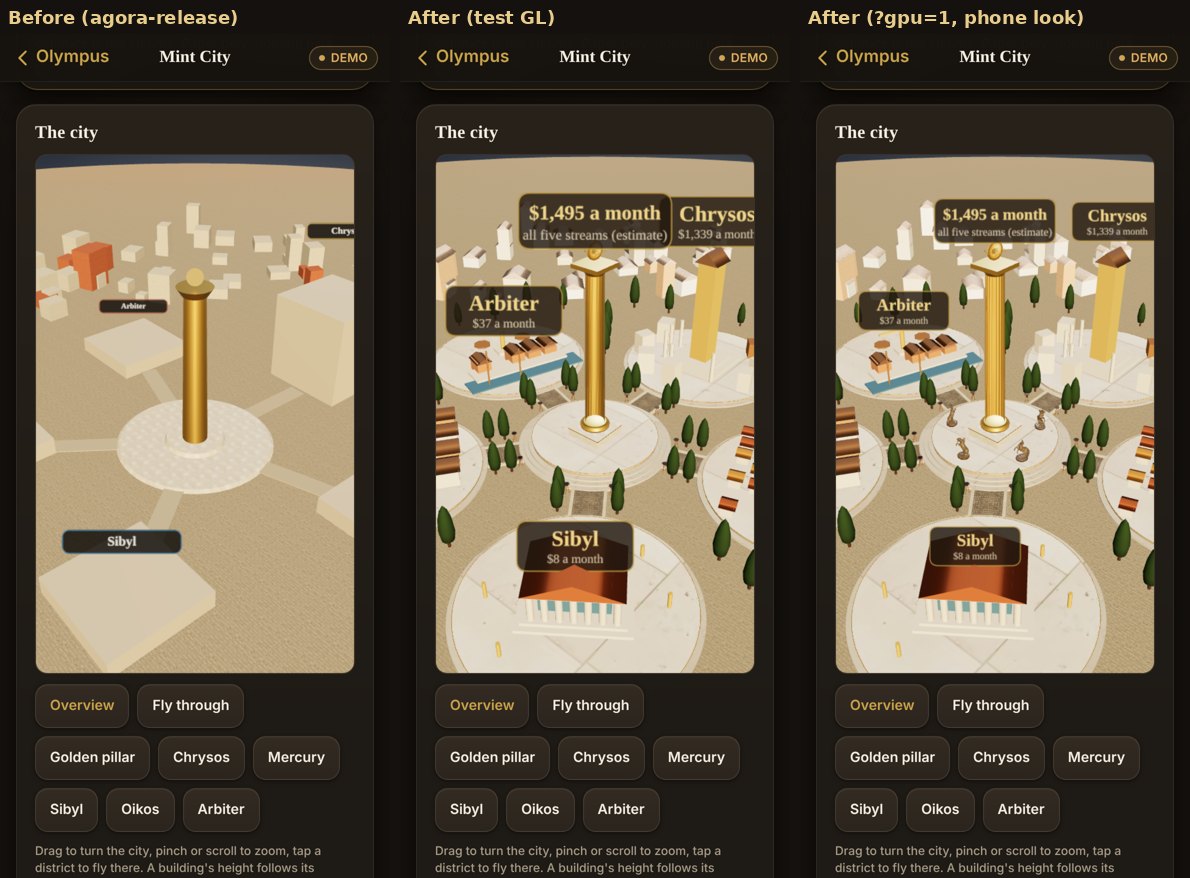 Before (agora-release)
Olympus
Mint City
DEMO
The city
Chrys
Arbiter
Sibyl
Overview
Fly through
Golden pillar
Chrysos
Mercury
Sibyl
Oikos
Arbiter
Drag to turn the city, pinch or scroll to zoom, tap a
district to fly there. A building's height follows its
After (test GL)
Olympus
Mint City
DEMO
The city
$1,495 a month
all five streams (estimate)
Chrysos
$1,339 a month
Arbiter
$37 a month
Sibyl
$8 a month
Overview
Fly through
Golden pillar
Chrysos
Mercury
Sibyl
Oikos
Arbiter
Drag to turn the city, pinch or scroll to zoom, tap a
district to fly there. A building's height follows its
After (?gpu=1, phone look)
Olympus
Mint City
DEMO
The city
$1,495 a month
all five streams (estimate)
Chrysos
$1,339 a month
Arbiter
$37 a month
Sibyl
$8 a month
Overview
Fly through
Golden pillar
Chrysos
Mercury
Sibyl
Oikos
Arbiter
Drag to turn the city, pinch or scroll to zoom, tap a
district to fly there. A building's height follows its